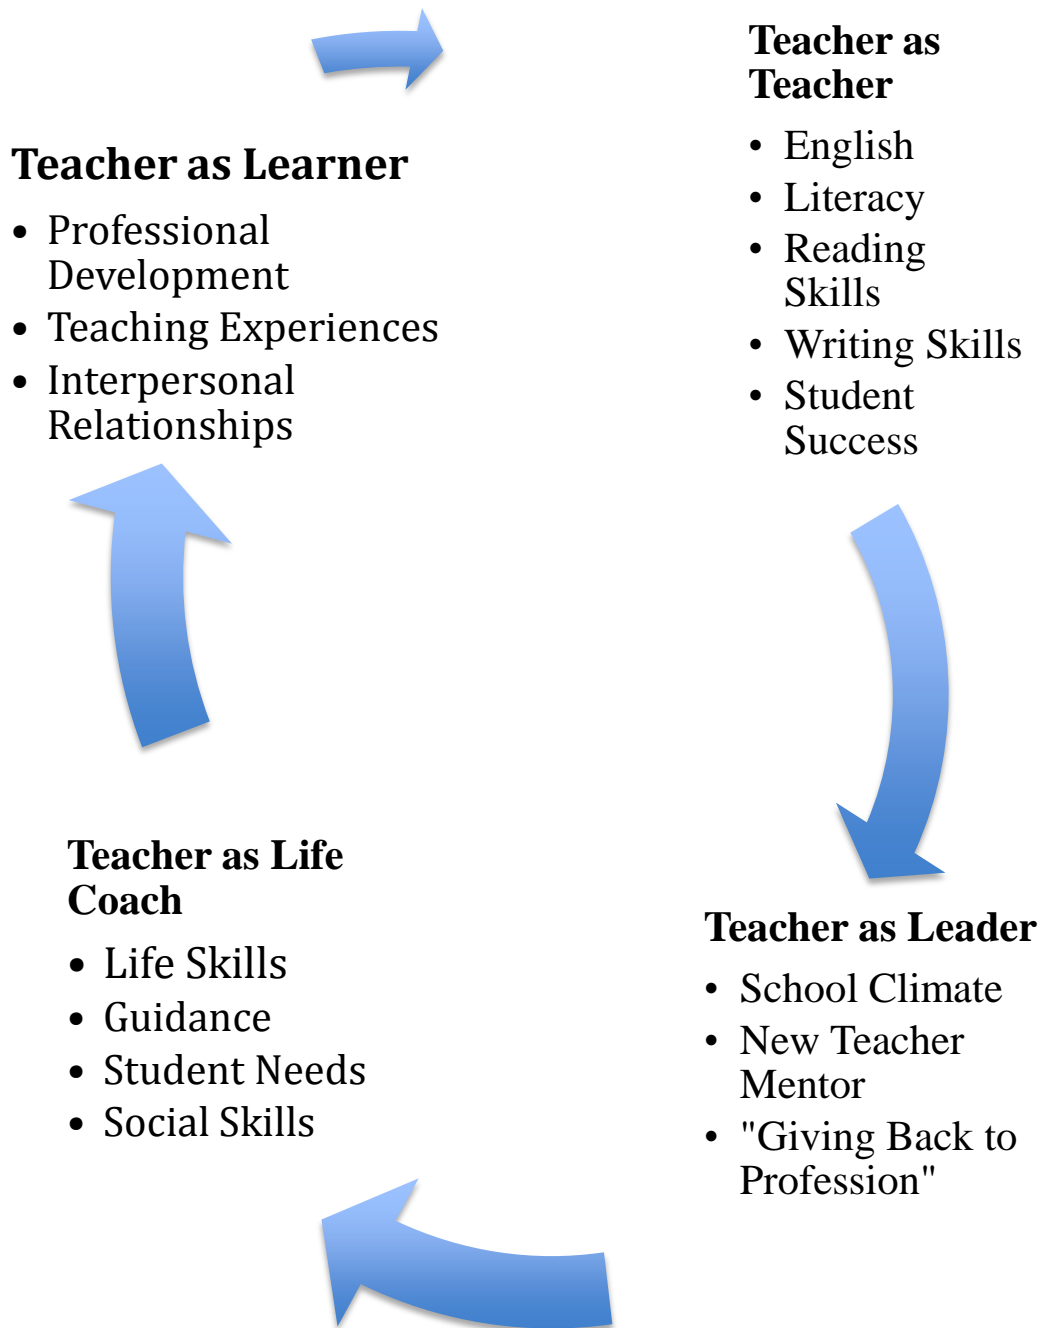 Teacher as Learner
• Professional
Development
• Teaching Experiences
• Interpersonal
Relationships
Teacher as
Teacher
• English
• Literacy
• Reading
Skills
• Writing Skills
• Student
Success
Teacher as Leader
• School Climate
• New Teacher
Mentor
• "Giving Back to
Profession"
Teacher as Life
Coach
• Life Skills
• Guidance
• Student Needs
• Social Skills